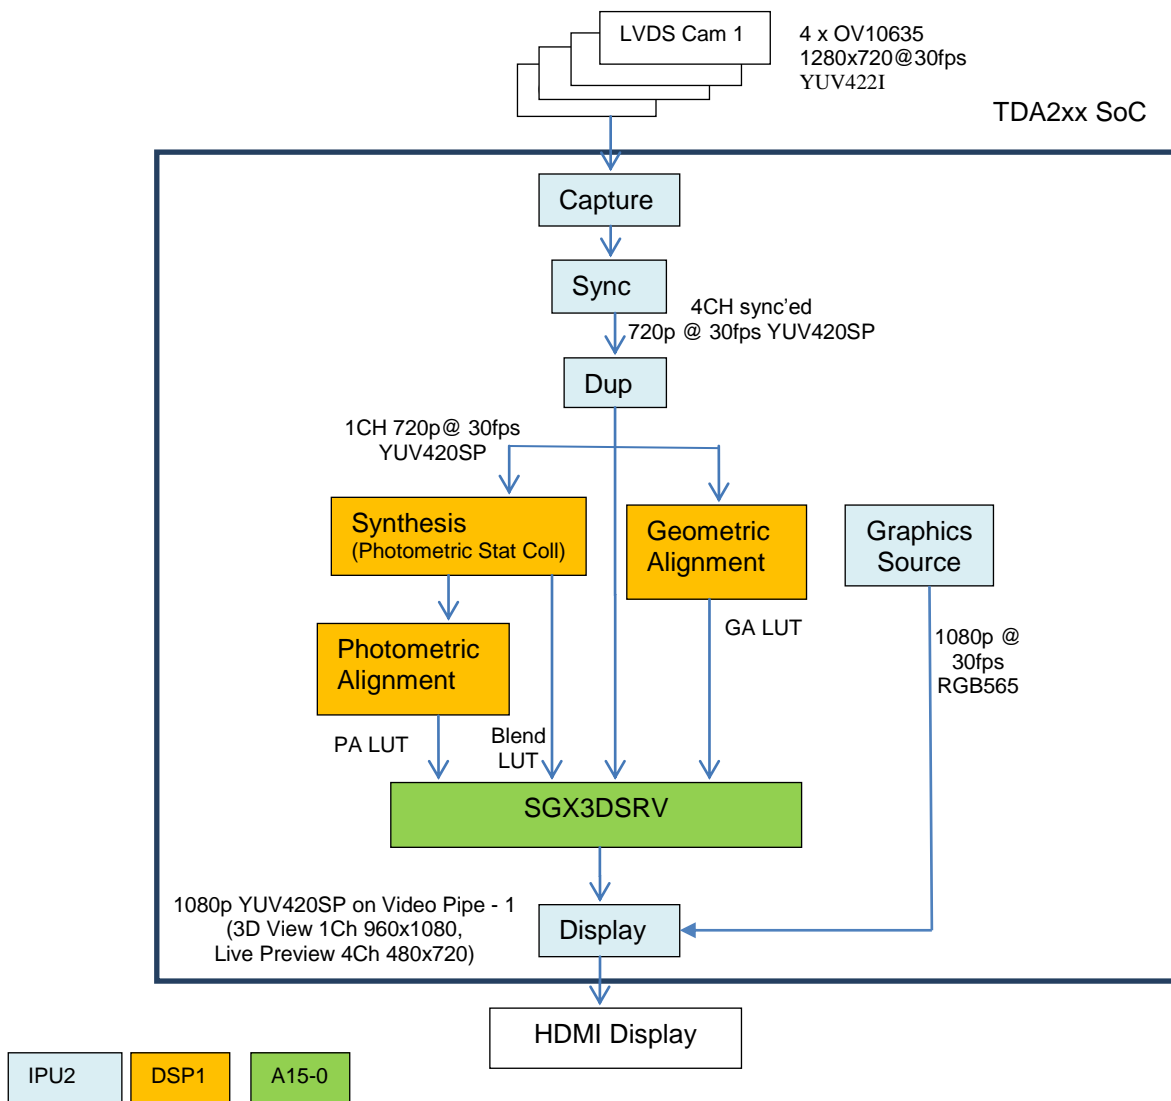 LVDS Cam 1
4 x OV10635
1280x720@30fps
YUV422I
TDA2xx SoC
Capture
Sync
4CH sync’ed
720p @ 30fps YUV420SP
Dup
1CH 720p@ 30fps
YUV420SP
Synthesis
(Photometric Stat Coll)
Geometric
Alignment
Graphics
Source
GA LUT
1080p @
30fps
RGB565
Photometric
Alignment
PA LUT
Blend
LUT
SGX3DSRV
1080p YUV420SP on Video Pipe - 1
(3D View 1Ch 960x1080,
Live Preview 4Ch 480x720)
Display
HDMI Display
IPU2
DSP1
A15-0